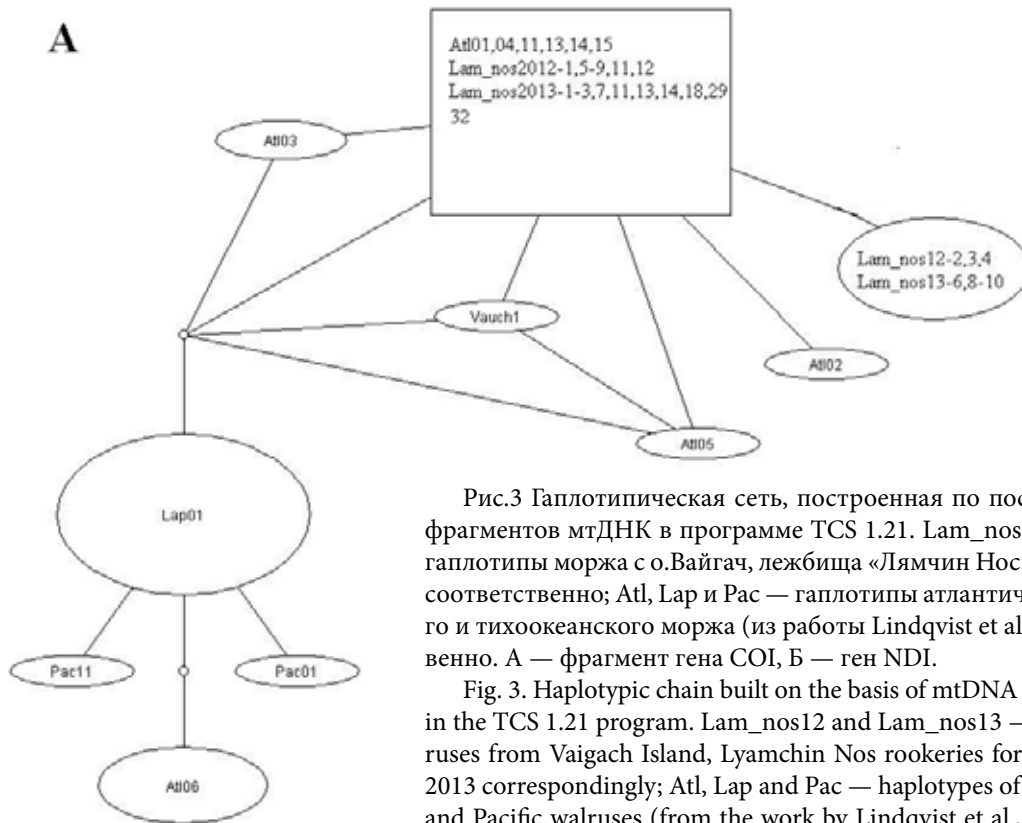 A
Atl01,04,11,13,14,15
Lam_nos2012-1,5-9,11,12
Lam_nos2013-1-3,7,11,13,14,18,29
32
Atl03
Lam_nos12-2,3,4
Lam_nos13-6,8-10
Vauch1
Atl02
Atl05
Lap01
Pac11
Pac01
Atl06
Рис.3 Гаплотипическая сеть, построенная по пос
фрагментов мтДНК в программе TCS 1.21. Lam_nos
гаплотипы моржа с о.Вайгач, лежбища «Лямчин Нос
соответственно; Atl, Lap и Pac — гаплотипы атлантич
го и тихоокеанского моржа (из работы Lindqvist et al
венно. А — фрагмент гена COI, Б — ген NDI.
Fig. 3. Haplotypic chain built on the basis of mtDNA
in the TCS 1.21 program. Lam_nos12 and Lam_nos13 –
ruses from Vaigach Island, Lyamchin Nos rookeries for
2013 correspondingly; Atl, Lap and Pac — haplotypes of
and Pacific walruses (from the work by Lindqvist et al.